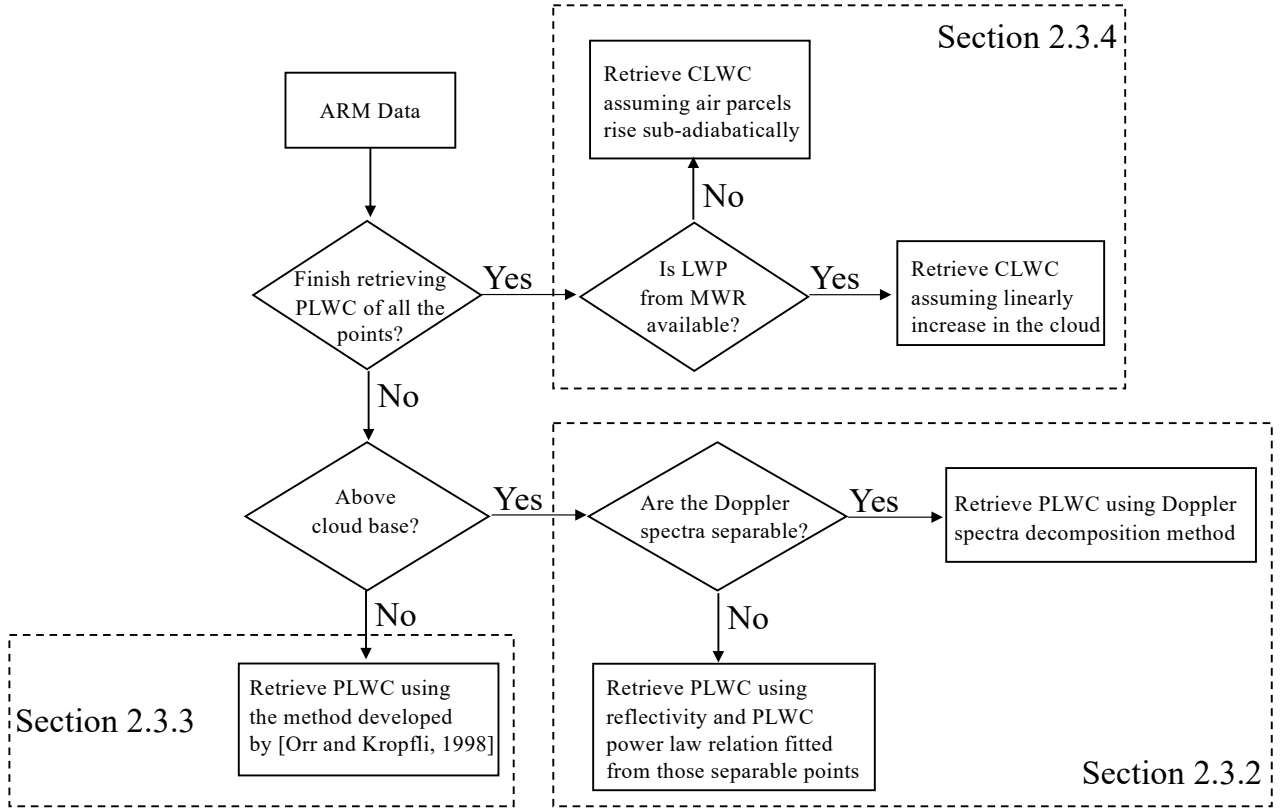 Section 2.3.4
Retrieve CLWC
assuming air parcels
rise sub-adiabatically
ARM Data
No
Finish retrieving
PLWC of all the
points?
Yes
Is LWP
from MWR
available?
Yes
Retrieve CLWC
assuming linearly
increase in the cloud
No
Above
cloud base?
Yes
Are the Doppler
spectra separable?
Yes
Retrieve PLWC using Doppler
spectra decomposition method
No
No
Section 2.3.3
Retrieve PLWC using
the method developed
by [Orr and Kropfli, 1998]
Retrieve PLWC using
reflectivity and PLWC
power law relation fitted
from those separable points
Section 2.3.2